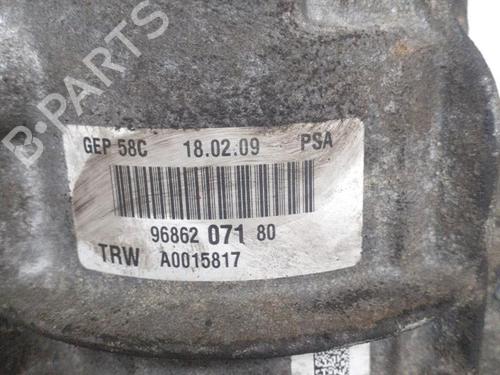 B-PARTS
GEP 58C 18.02.09 PSA
96862 071 80
TRW A0015817